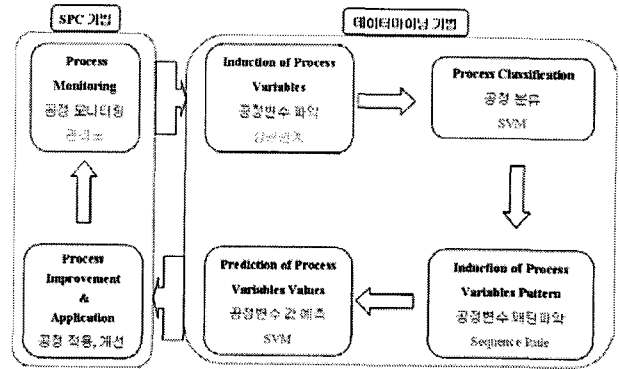 SPC 기법
데이터마이닝 기법
Process
Monitoring
공정 모니터링
관리도
Induction of Process
Variables
공정변수 파악
Process Classification
공정 분류
SVM
Process
Improvement
&
Application
공정 적용, 개선
Prediction of Process
Variables Values
공정변수 값 예측
SVM
Induction of Process
Variables Pattern
공정변수 패턴파악
Sequence Rule